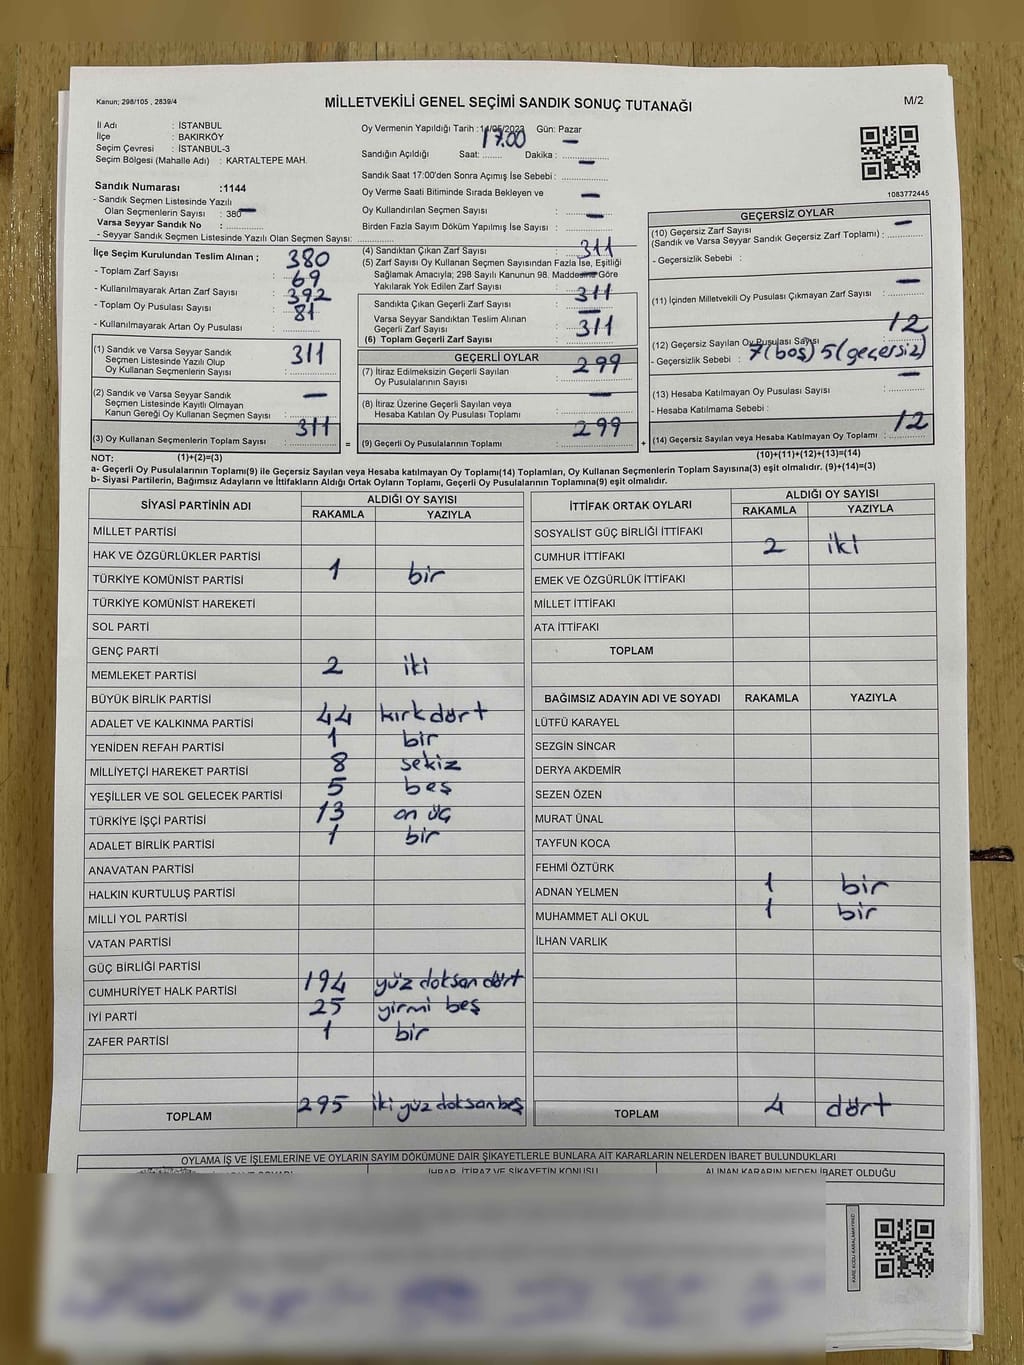 Kanun; 298/105 , 2839/4
MİLLETVEKİLİ GENEL SEÇİMİ SANDIK SONUÇ TUTANAĞI
M/2
İl Adı : İSTANBUL
İlçe : BAKIRKÖY
Seçim Çevresi : İSTANBUL-3
Seçim Bölgesi (Mahalle Adı) : KARTALTEPE MAH.
Sandık Numarası :1144
- Sandık Seçmen Listesinde Yazılı
Olan Seçmenlerin Sayısı : 380 —
Varsa Seyyar Sandık No : ..............
- Seyyar Sandık Seçmen Listesinde Yazılı Olan Seçmen Sayısı: ..............
Oy Vermenin Yapıldığı Tarih :14/05/2023 Gün: Pazar
Sandığın Açıldığı Saat: 17.00 Dakika : —
Sandık Saat 17:00'den Sonra Açımış İse Sebebi : —
Oy Verme Saati Bitiminde Sırada Bekleyen ve
Oy Kullandırılan Seçmen Sayısı : —
Birden Fazla Sayım Döküm Yapılmış İse Sayısı : —
1083772445
İlçe Seçim Kurulundan Teslim Alınan ;
- Toplam Zarf Sayısı : 380
- Kullanılmayarak Artan Zarf Sayısı : 69
- Toplam Oy Pusulası Sayısı : 392
- Kullanılmayarak Artan Oy Pusulası : 81
(1) Sandık ve Varsa Seyyar Sandık
Seçmen Listesinde Yazılı Olup
Oy Kullanan Seçmenlerin Sayısı : 311
(2) Sandık ve Varsa Seyyar Sandık
Seçmen Listesinde Kayıtlı Olmayan
Kanun Gereği Oy Kullanan Seçmen Sayısı : —
(3) Oy Kullanan Seçmenlerin Toplam Sayısı : 311
=
(4) Sandıktan Çıkan Zarf Sayısı : 311
(5) Zarf Sayısı Oy Kullanan Seçmen Sayısından Fazla İse, Eşitliği
Sağlamak Amacıyla; 298 Sayılı Kanunun 98. Maddesine Göre
Yakılarak Yok Edilen Zarf Sayısı : —
Sandıkta Çıkan Geçerli Zarf Sayısı : 311
Varsa Seyyar Sandıktan Teslim Alınan
Geçerli Zarf Sayısı : —
(6) Toplam Geçerli Zarf Sayısı : 311
GEÇERLİ OYLAR
(7) İtiraz Edilmeksizin Geçerli Sayılan
Oy Pusulalarının Sayısı : 299
(8) İtiraz Üzerine Geçerli Sayılan veya
Hesaba Katılan Oy Pusulası Toplamı : —
(9) Geçerli Oy Pusulalarının Toplamı : 299
+
GEÇERSİZ OYLAR
(10) Geçersiz Zarf Sayısı
(Sandık ve Varsa Seyyar Sandık Geçersiz Zarf Toplamı) : —
- Geçersizlik Sebebi :
(11) İçinden Milletvekili Oy Pusulası Çıkmayan Zarf Sayısı : —
(12) Geçersiz Sayılan Oy Pusulası Sayısı : 12
- Geçersizlik Sebebi : 7(boş) 5(geçersiz)
(13) Hesaba Katılmayan Oy Pusulası Sayısı : —
- Hesaba Katılmama Sebebi :
(14) Geçersiz Sayılan veya Hesaba Katılmayan Oy Toplamı : 12
NOT: (1)+(2)=(3)
(10)+(11)+(12)+(13)=(14)
a- Geçerli Oy Pusulalarının Toplamı(9) ile Geçersiz Sayılan veya Hesaba katılmayan Oy Toplamı(14) Toplamları, Oy Kullanan Seçmenlerin Toplam Sayısına(3) eşit olmalıdır. (9)+(14)=(3)
b- Siyasi Partilerin, Bağımsız Adayların ve İttifakların Aldığı Ortak Oyların Toplamı, Geçerli Oy Pusulalarının Toplamına(9) eşit olmalıdır.
SİYASİ PARTİNİN ADI
ALDIĞI OY SAYISI
RAKAMLA YAZIYLA
MİLLET PARTİSİ
HAK VE ÖZGÜRLÜKLER PARTİSİ
TÜRKİYE KOMÜNİST PARTİSİ 1 bir
TÜRKİYE KOMÜNİST HAREKETİ
SOL PARTİ
GENÇ PARTİ
MEMLEKET PARTİSİ 2 iki
BÜYÜK BİRLİK PARTİSİ
ADALET VE KALKINMA PARTİSİ 44 kırk dört
YENİDEN REFAH PARTİSİ 1 bir
MİLLİYETÇİ HAREKET PARTİSİ 8 sekiz
YEŞİLLER VE SOL GELECEK PARTİSİ 5 beş
TÜRKİYE İŞÇİ PARTİSİ 13 on üç
ADALET BİRLİK PARTİSİ 1 bir
ANAVATAN PARTİSİ
HALKIN KURTULUŞ PARTİSİ
MİLLİ YOL PARTİSİ
VATAN PARTİSİ
GÜÇ BİRLİĞİ PARTİSİ
CUMHURİYET HALK PARTİSİ 194 yüz doksan dört
İYİ PARTİ 25 yirmi beş
ZAFER PARTİSİ 1 bir
TOPLAM 295 iki yüz doksan beş
İTTİFAK ORTAK OYLARI
ALDIĞI OY SAYISI
RAKAMLA YAZIYLA
SOSYALİST GÜÇ BİRLİĞİ İTTİFAKI
CUMHUR İTTİFAKI 2 iki
EMEK VE ÖZGÜRLÜK İTTİFAKI
MİLLET İTTİFAKI
ATA İTTİFAKI
TOPLAM
BAĞIMSIZ ADAYIN ADI VE SOYADI RAKAMLA YAZIYLA
LÜTFÜ KARAYEL
SEZGİN SİNCAR
DERYA AKDEMİR
SEZEN ÖZEN
MURAT ÜNAL
TAYFUN KOCA
FEHMİ ÖZTÜRK
ADNAN YELMEN 1 bir
MUHAMMET ALİ OKUL 1 bir
İLHAN VARLIK
TOPLAM 4 dört
OYLAMA İŞ VE İŞLEMLERİNE VE OYLARIN SAYIM DÖKÜMÜNE DAİR ŞİKAYETLERLE BUNLARA AİT KARARLARIN NELERDEN İBARET BULUNDUKLARI
İHBAR, İTİRAZ VE ŞİKAYETİN KONUSU
ALINAN KARARIN NEDEN İBARET OLDUĞU
KARE KODU KARALAMAYINIZ